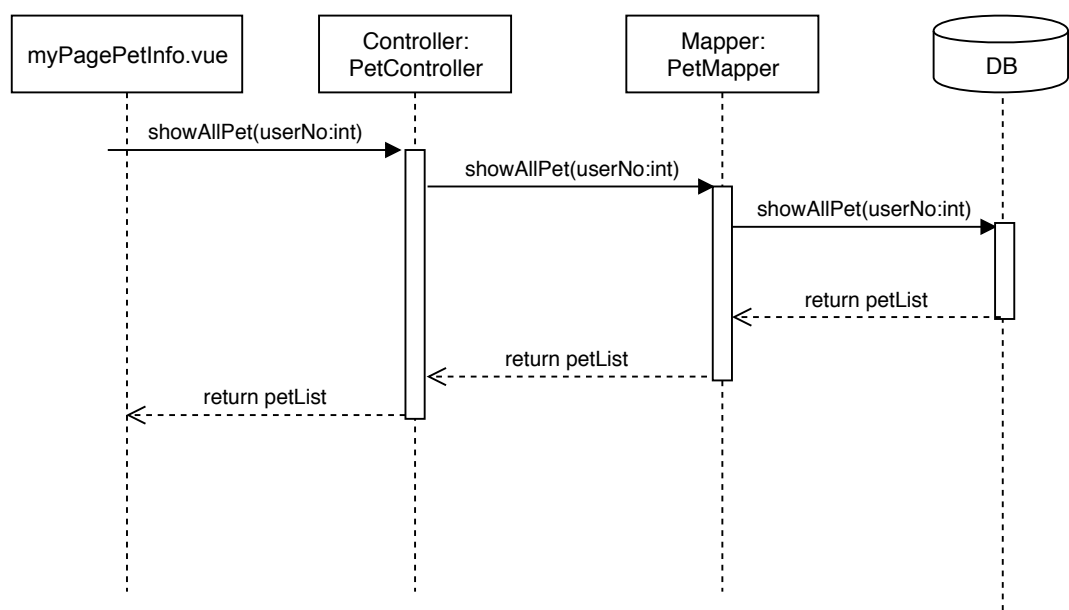 myPagePetInfo.vue
Controller:
PetController
Mapper:
PetMapper
DB
showAllPet(userNo:int)
showAllPet(userNo:int)
showAllPet(userNo:int)
return petList
return petList
return petList